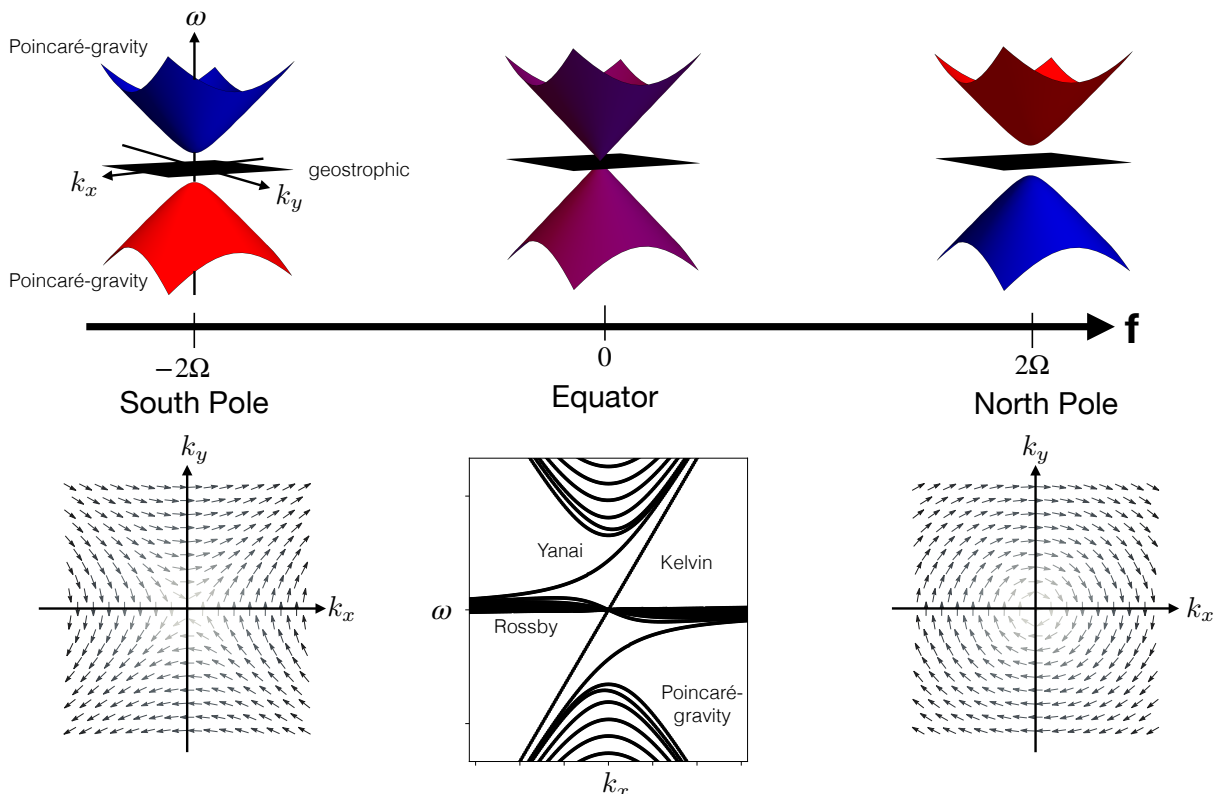 ω
Poincaré-gravity
geostrophic
k_x
k_y
Poincaré-gravity
f
−2Ω
0
2Ω
South Pole
Equator
North Pole
k_y
k_x
Yanai
Kelvin
ω
Rossby
Poincaré-
gravity
k_x
k_y
k_x